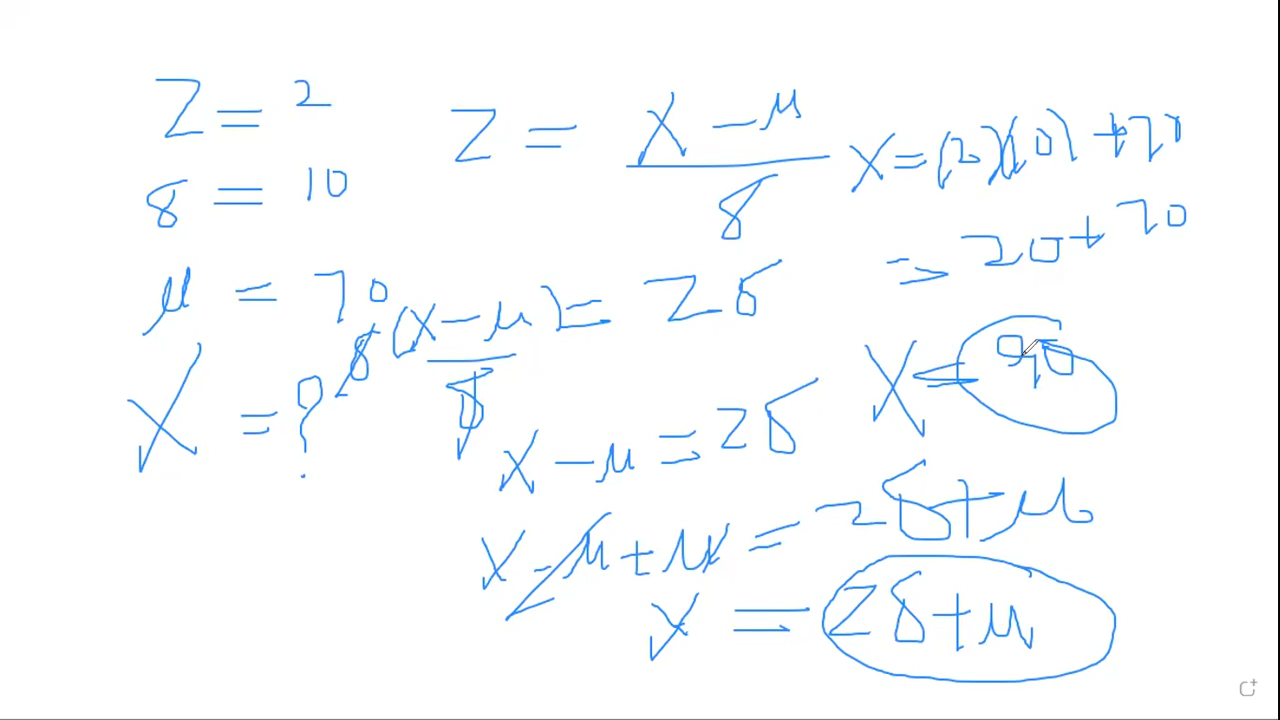 Z = 2
δ = 10
μ = 70
X = ?
Z = X - μ / δ
δ(X - μ) / δ = Zδ
X - μ = Zδ
X - μ + μ = Zδ + μ
X = Zδ + μ
X = (2)(10) + 70
= 20 + 70
X = 90